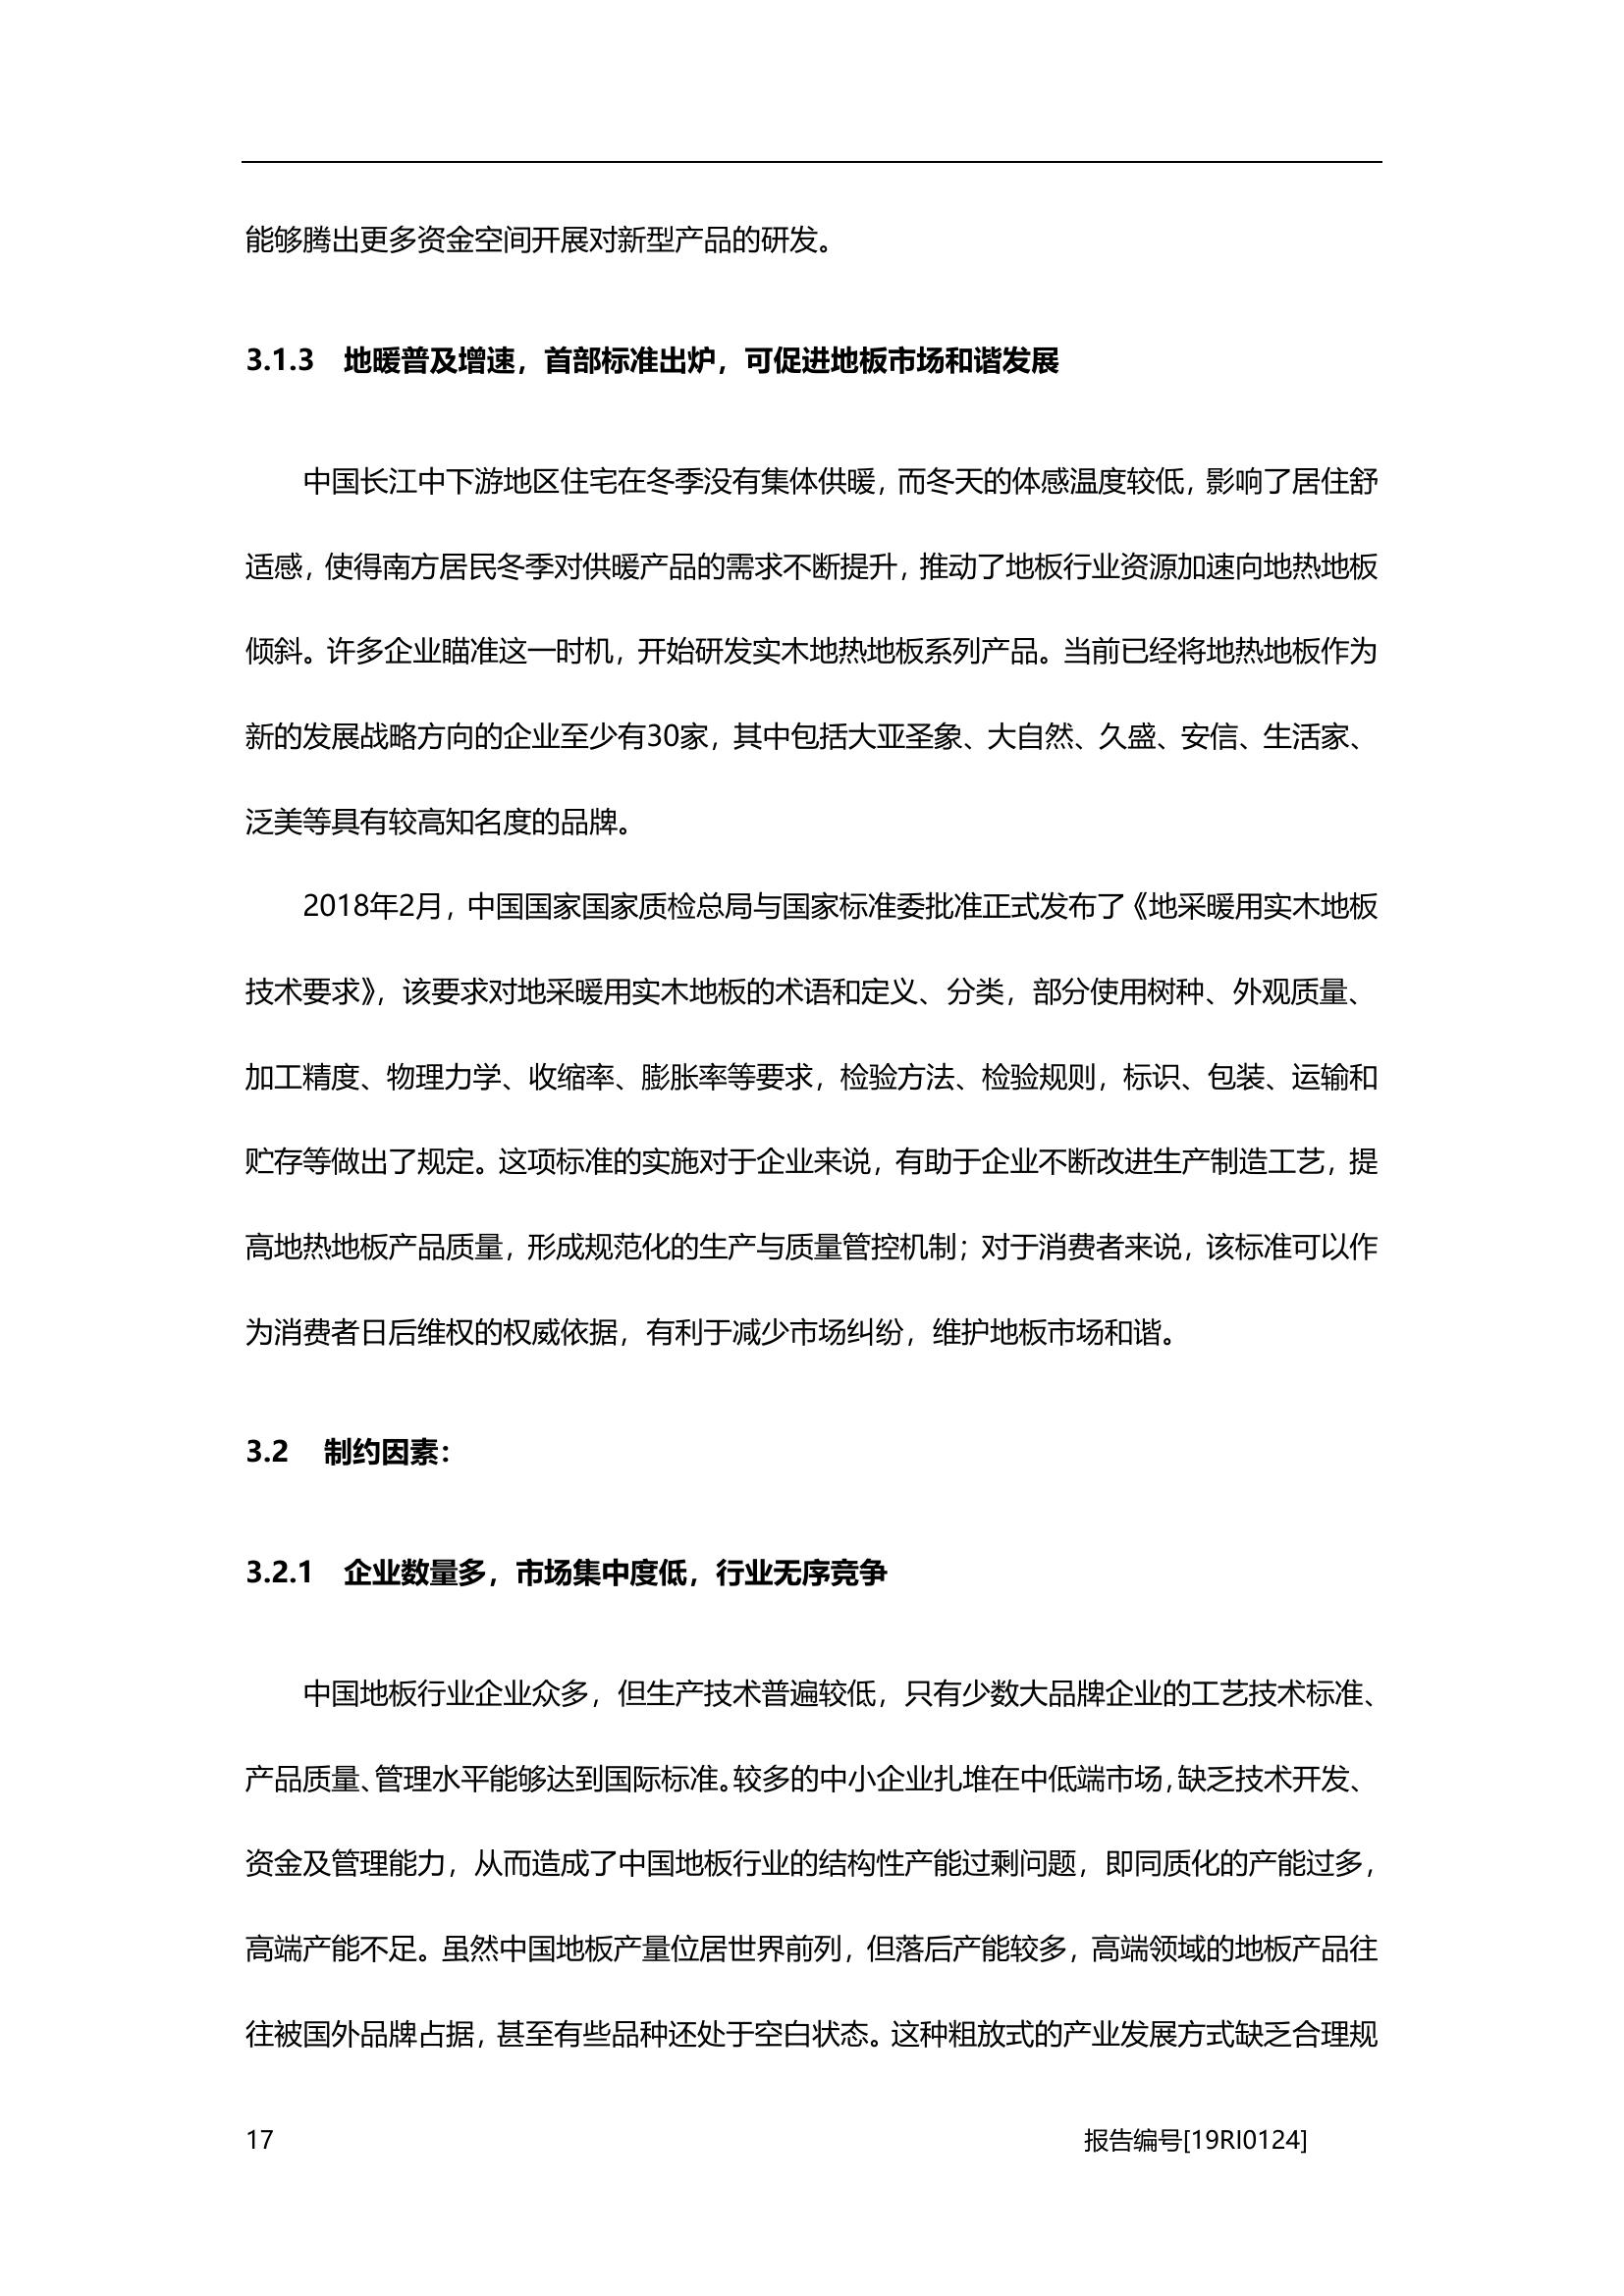 能够腾出更多资金空间开展对新型产品的研发。
3.1.3 地暖普及增速，首部标准出炉，可促进地板市场和谐发展
中国长江中下游地区住宅在冬季没有集体供暖，而冬天的体感温度较低，影响了居住舒
适感，使得南方居民冬季对供暖产品的需求不断提升，推动了地板行业资源加速向地热地板
倾斜。许多企业瞄准这一时机，开始研发实木地热地板系列产品。当前已经将地热地板作为
新的发展战略方向的企业至少有30家，其中包括大亚圣象、大自然、久盛、安信、生活家、
泛美等具有较高知名度的品牌。
2018年2月，中国国家国家质检总局与国家标准委批准正式发布了《地采暖用实木地板
技术要求》，该要求对地采暖用实木地板的术语和定义、分类，部分使用树种、外观质量、
加工精度、物理力学、收缩率、膨胀率等要求，检验方法、检验规则，标识、包装、运输和
贮存等做出了规定。这项标准的实施对于企业来说，有助于企业不断改进生产制造工艺，提
高地热地板产品质量，形成规范化的生产与质量管控机制；对于消费者来说，该标准可以作
为消费者日后维权的权威依据，有利于减少市场纠纷，维护地板市场和谐。
3.2 制约因素：
3.2.1 企业数量多，市场集中度低，行业无序竞争
中国地板行业企业众多，但生产技术普遍较低，只有少数大品牌企业的工艺技术标准、
产品质量、管理水平能够达到国际标准。较多的中小企业扎堆在中低端市场，缺乏技术开发、
资金及管理能力，从而造成了中国地板行业的结构性产能过剩问题，即同质化的产能过多，
高端产能不足。虽然中国地板产量位居世界前列，但落后产能较多，高端领域的地板产品往
往被国外品牌占据，甚至有些品种还处于空白状态。这种粗放式的产业发展方式缺乏合理规
17 报告编号[19RI0124]